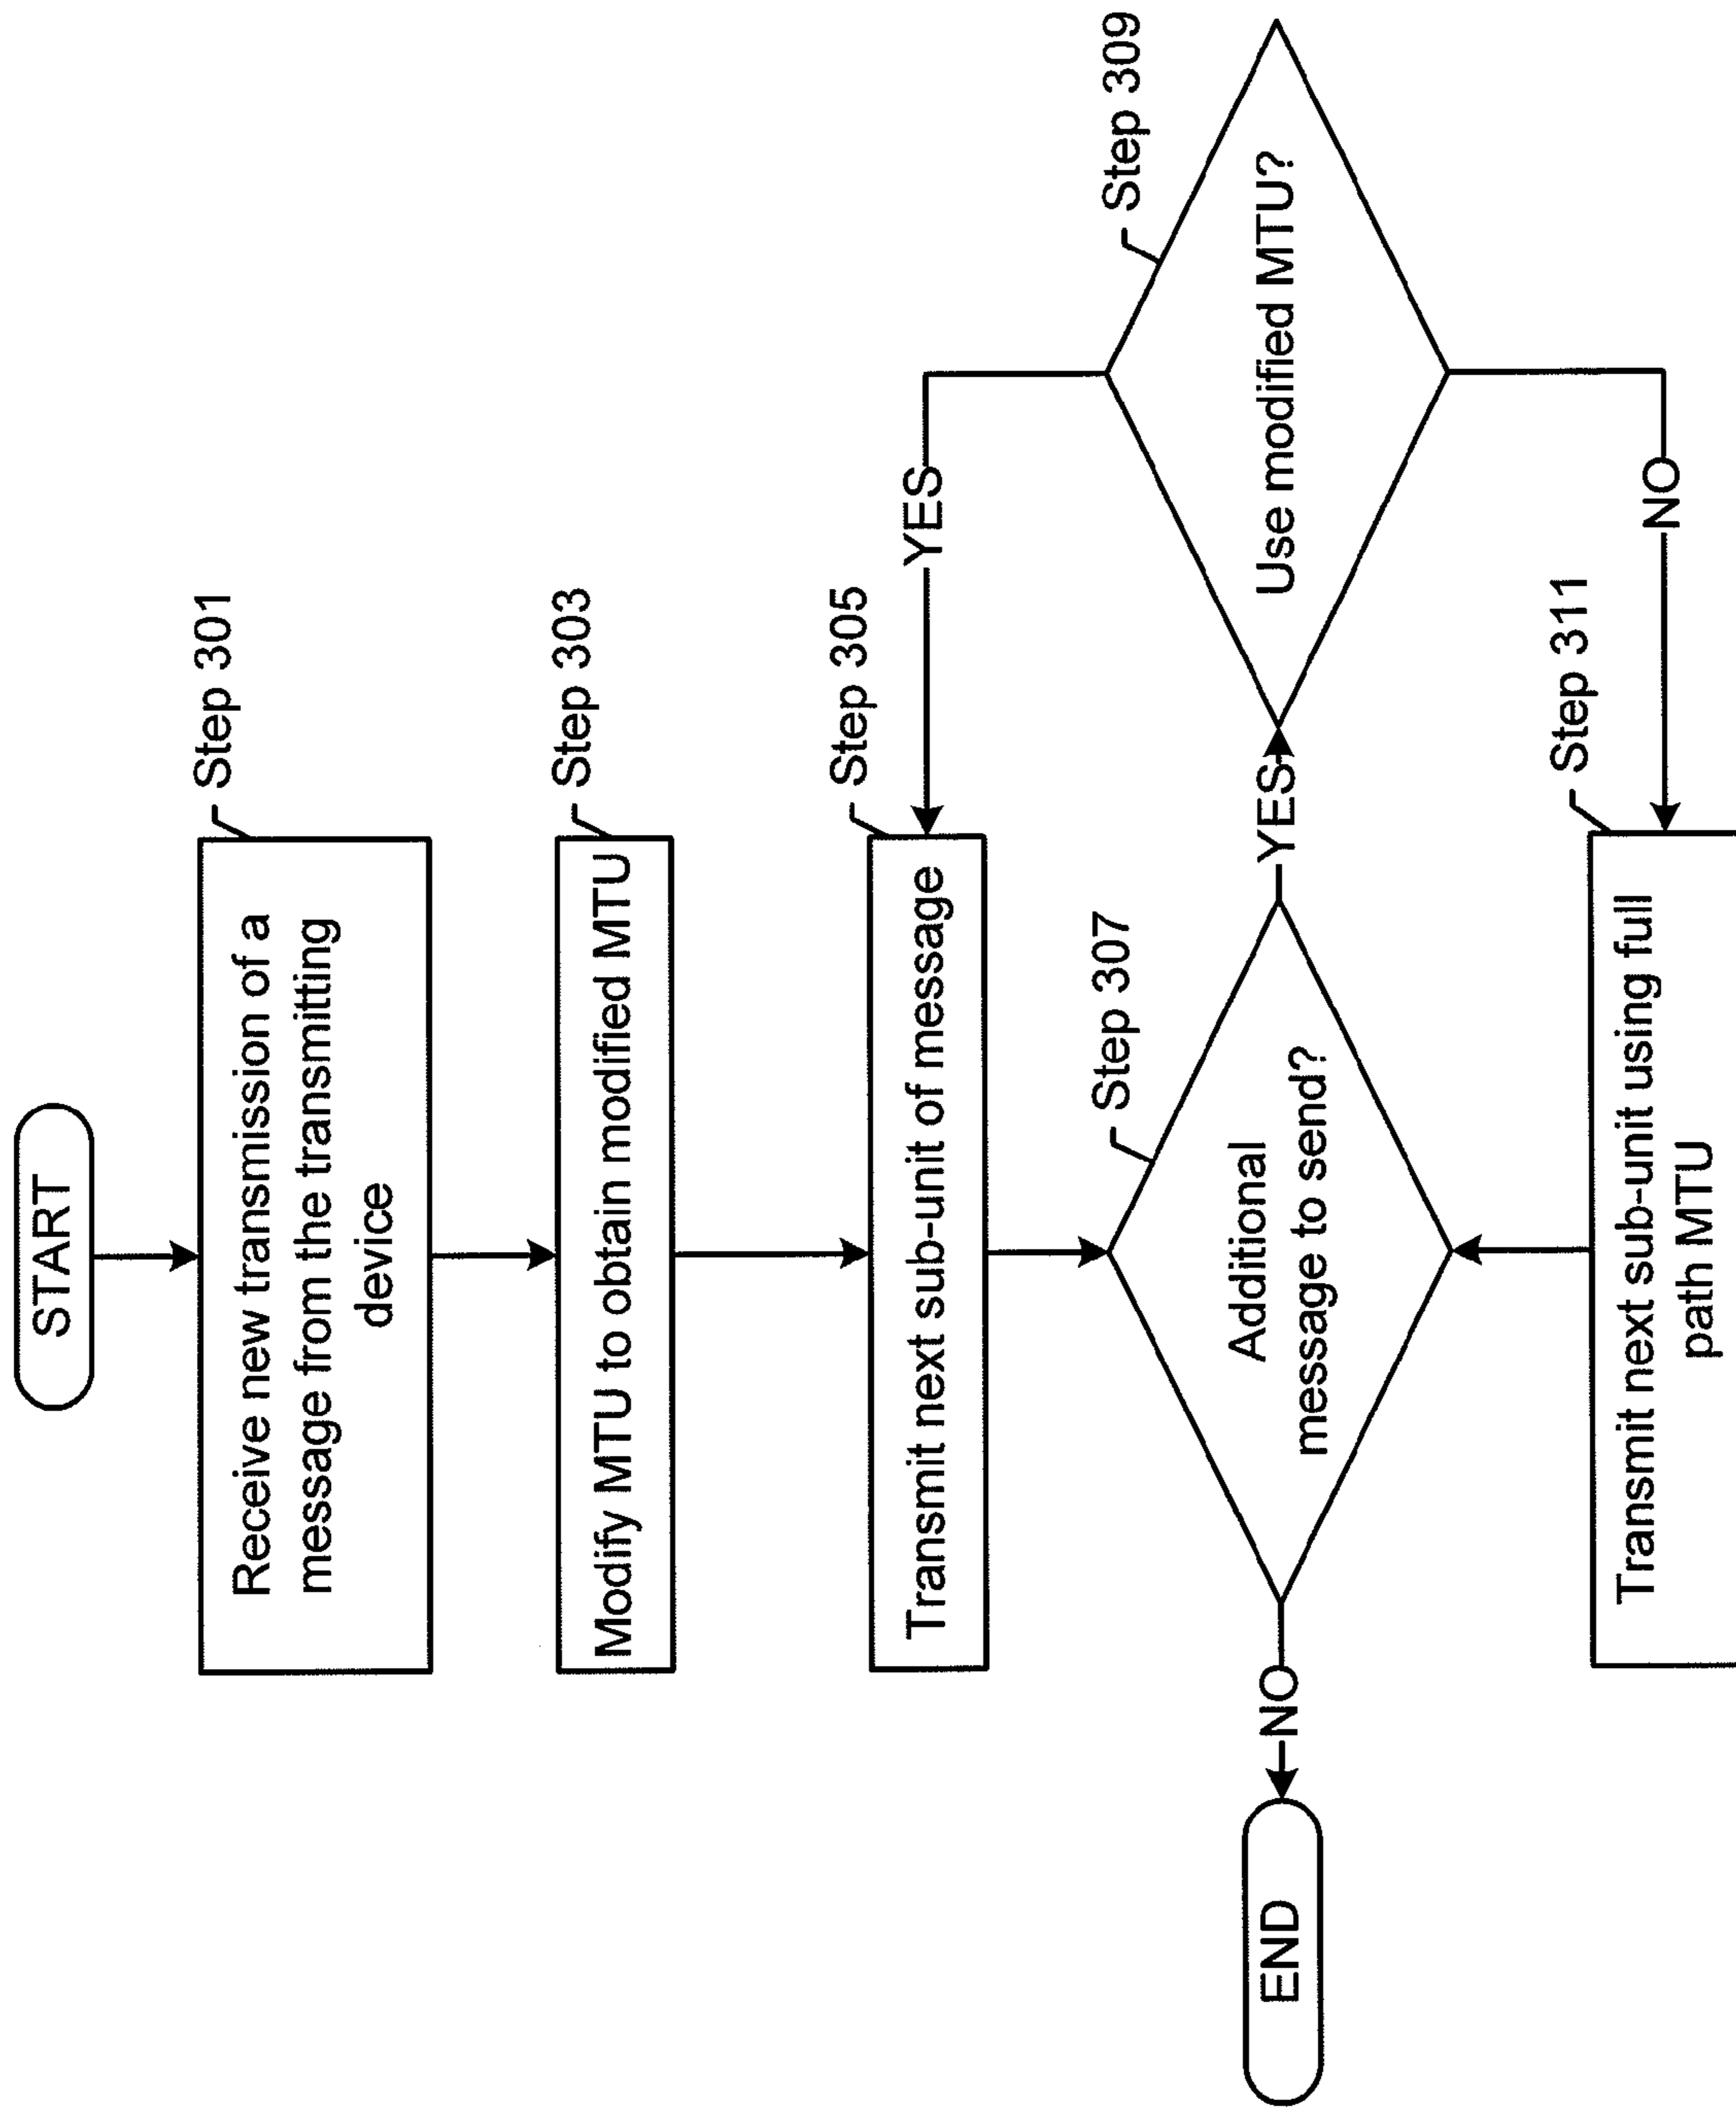 START
Step 301
Receive new transmission of a
message from the transmitting
device
Step 303
Modify MTU to obtain modified MTU
Step 305
Transmit next sub-unit of message
YES
Step 307
Additional
message to send?
NO
END
YES
Step 309
Use modified MTU?
NO
Step 311
Transmit next sub-unit using full
path MTU